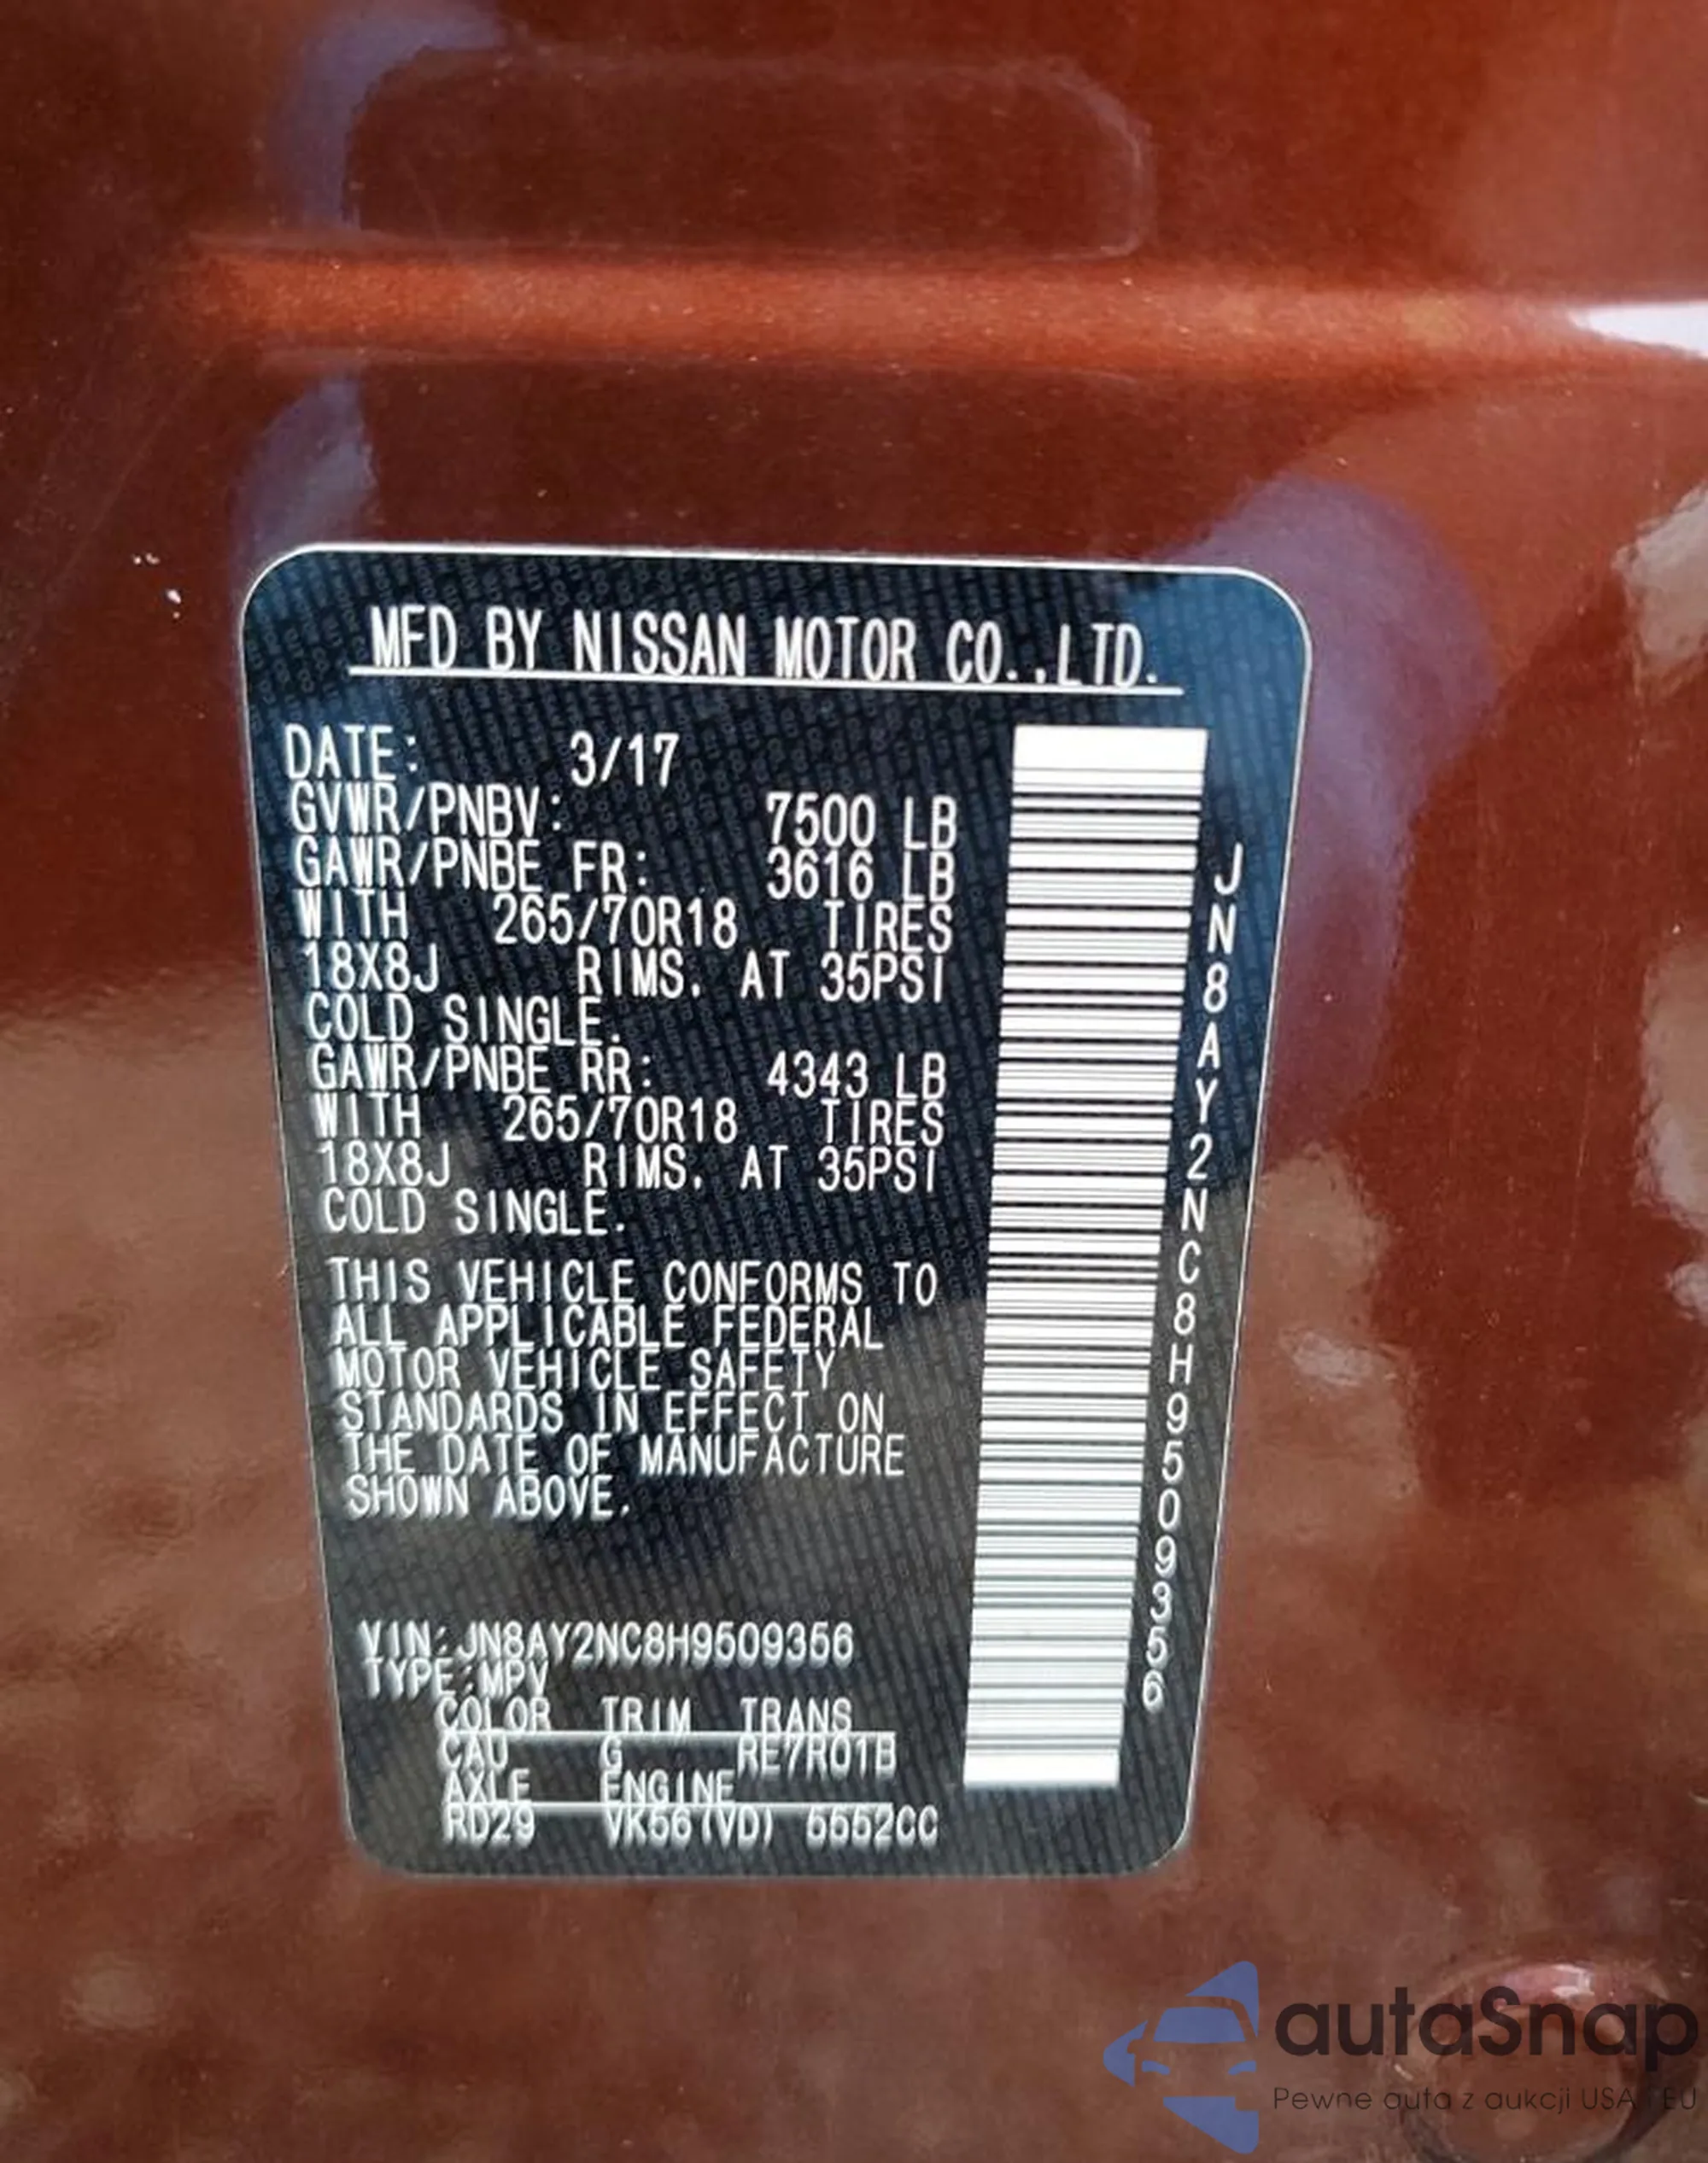 MFD BY NISSAN MOTOR CO.,LTD.
DATE: 3/17
GVWR/PNBV: 7500 LB
GAWR/PNBE FR: 3616 LB
WITH 265/70R18 TIRES
18X8J RIMS. AT 35PSI
COLD SINGLE.
GAWR/PNBE RR: 4343 LB
WITH 265/70R18 TIRES
18X8J RIMS. AT 35PSI
COLD SINGLE.
THIS VEHICLE CONFORMS TO
ALL APPLICABLE FEDERAL
MOTOR VEHICLE SAFETY
STANDARDS IN EFFECT ON
THE DATE OF MANUFACTURE
SHOWN ABOVE.
VIN:JN8AY2NC8H9509356
TYPE:MPV
COLOR TRIM TRANS
CAU G RE7R01B
AXLE ENGINE
RD29 VK56(VD) 5552CC
JN8AY2NC8H9509356
autaSnap
Pewne auta z aukcji USA i EU